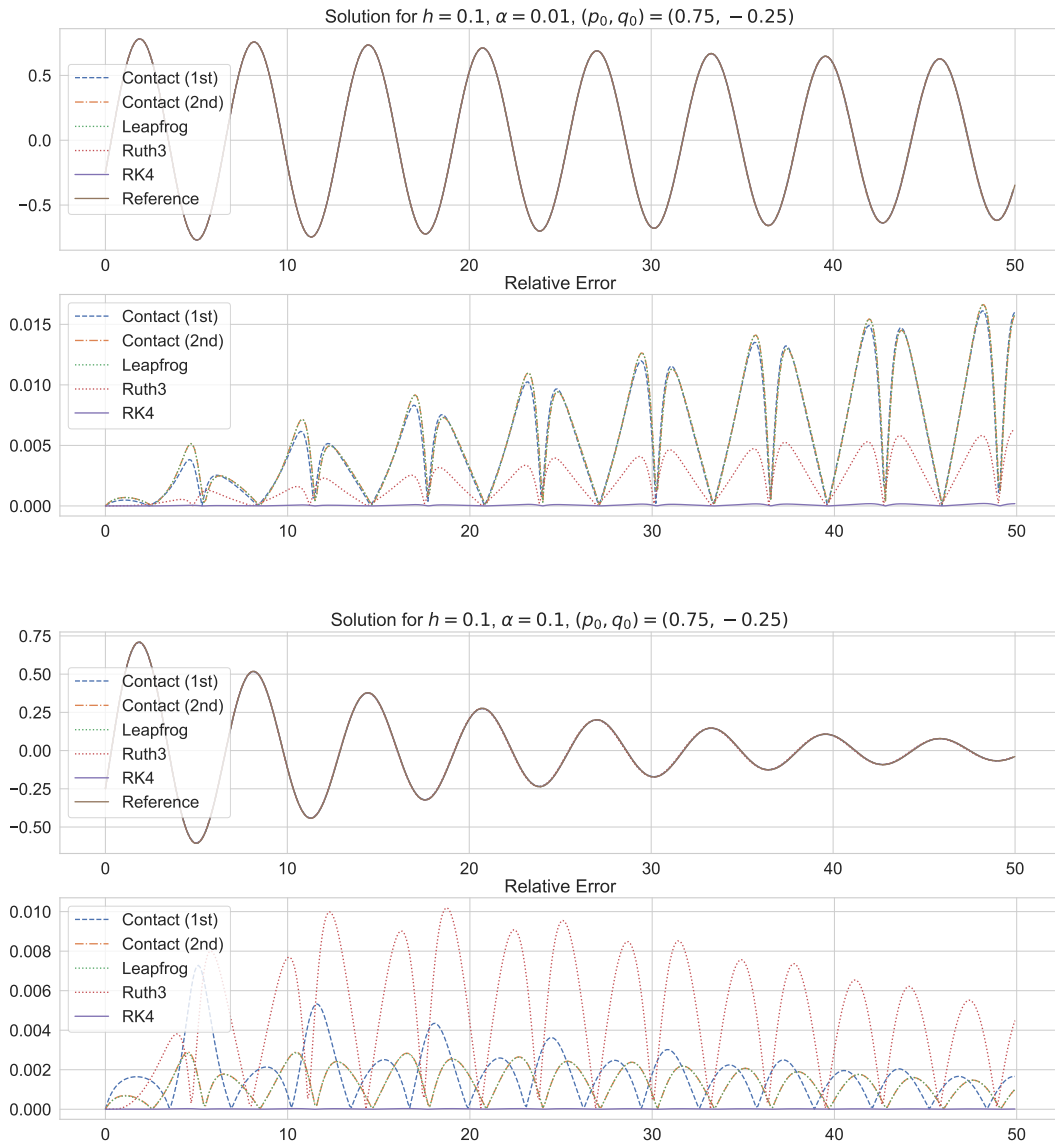 Solution for h = 0.1, α = 0.01, (p₀, q₀) = (0.75, −0.25)
0.5
0.0
−0.5
Contact (1st)
Contact (2nd)
Leapfrog
Ruth3
RK4
Reference
0 10 20 30 40 50
Relative Error
0.015
0.010
0.005
0.000
Contact (1st)
Contact (2nd)
Leapfrog
Ruth3
RK4
0 10 20 30 40 50
Solution for h = 0.1, α = 0.1, (p₀, q₀) = (0.75, −0.25)
0.75
0.50
0.25
0.00
−0.25
−0.50
Contact (1st)
Contact (2nd)
Leapfrog
Ruth3
RK4
Reference
0 10 20 30 40 50
Relative Error
0.010
0.008
0.006
0.004
0.002
0.000
Contact (1st)
Contact (2nd)
Leapfrog
Ruth3
RK4
0 10 20 30 40 50